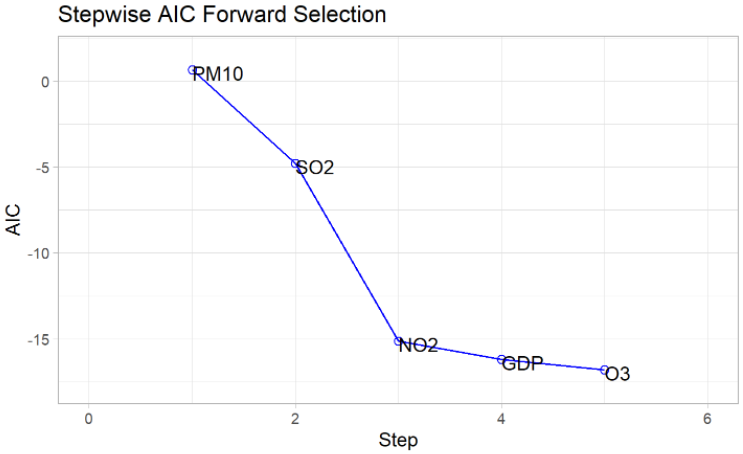 Stepwise AIC Forward Selection
0
PM10
-5
SO2
AIC
-10
-15
NO2
GDP
O3
0 2 4 6
Step